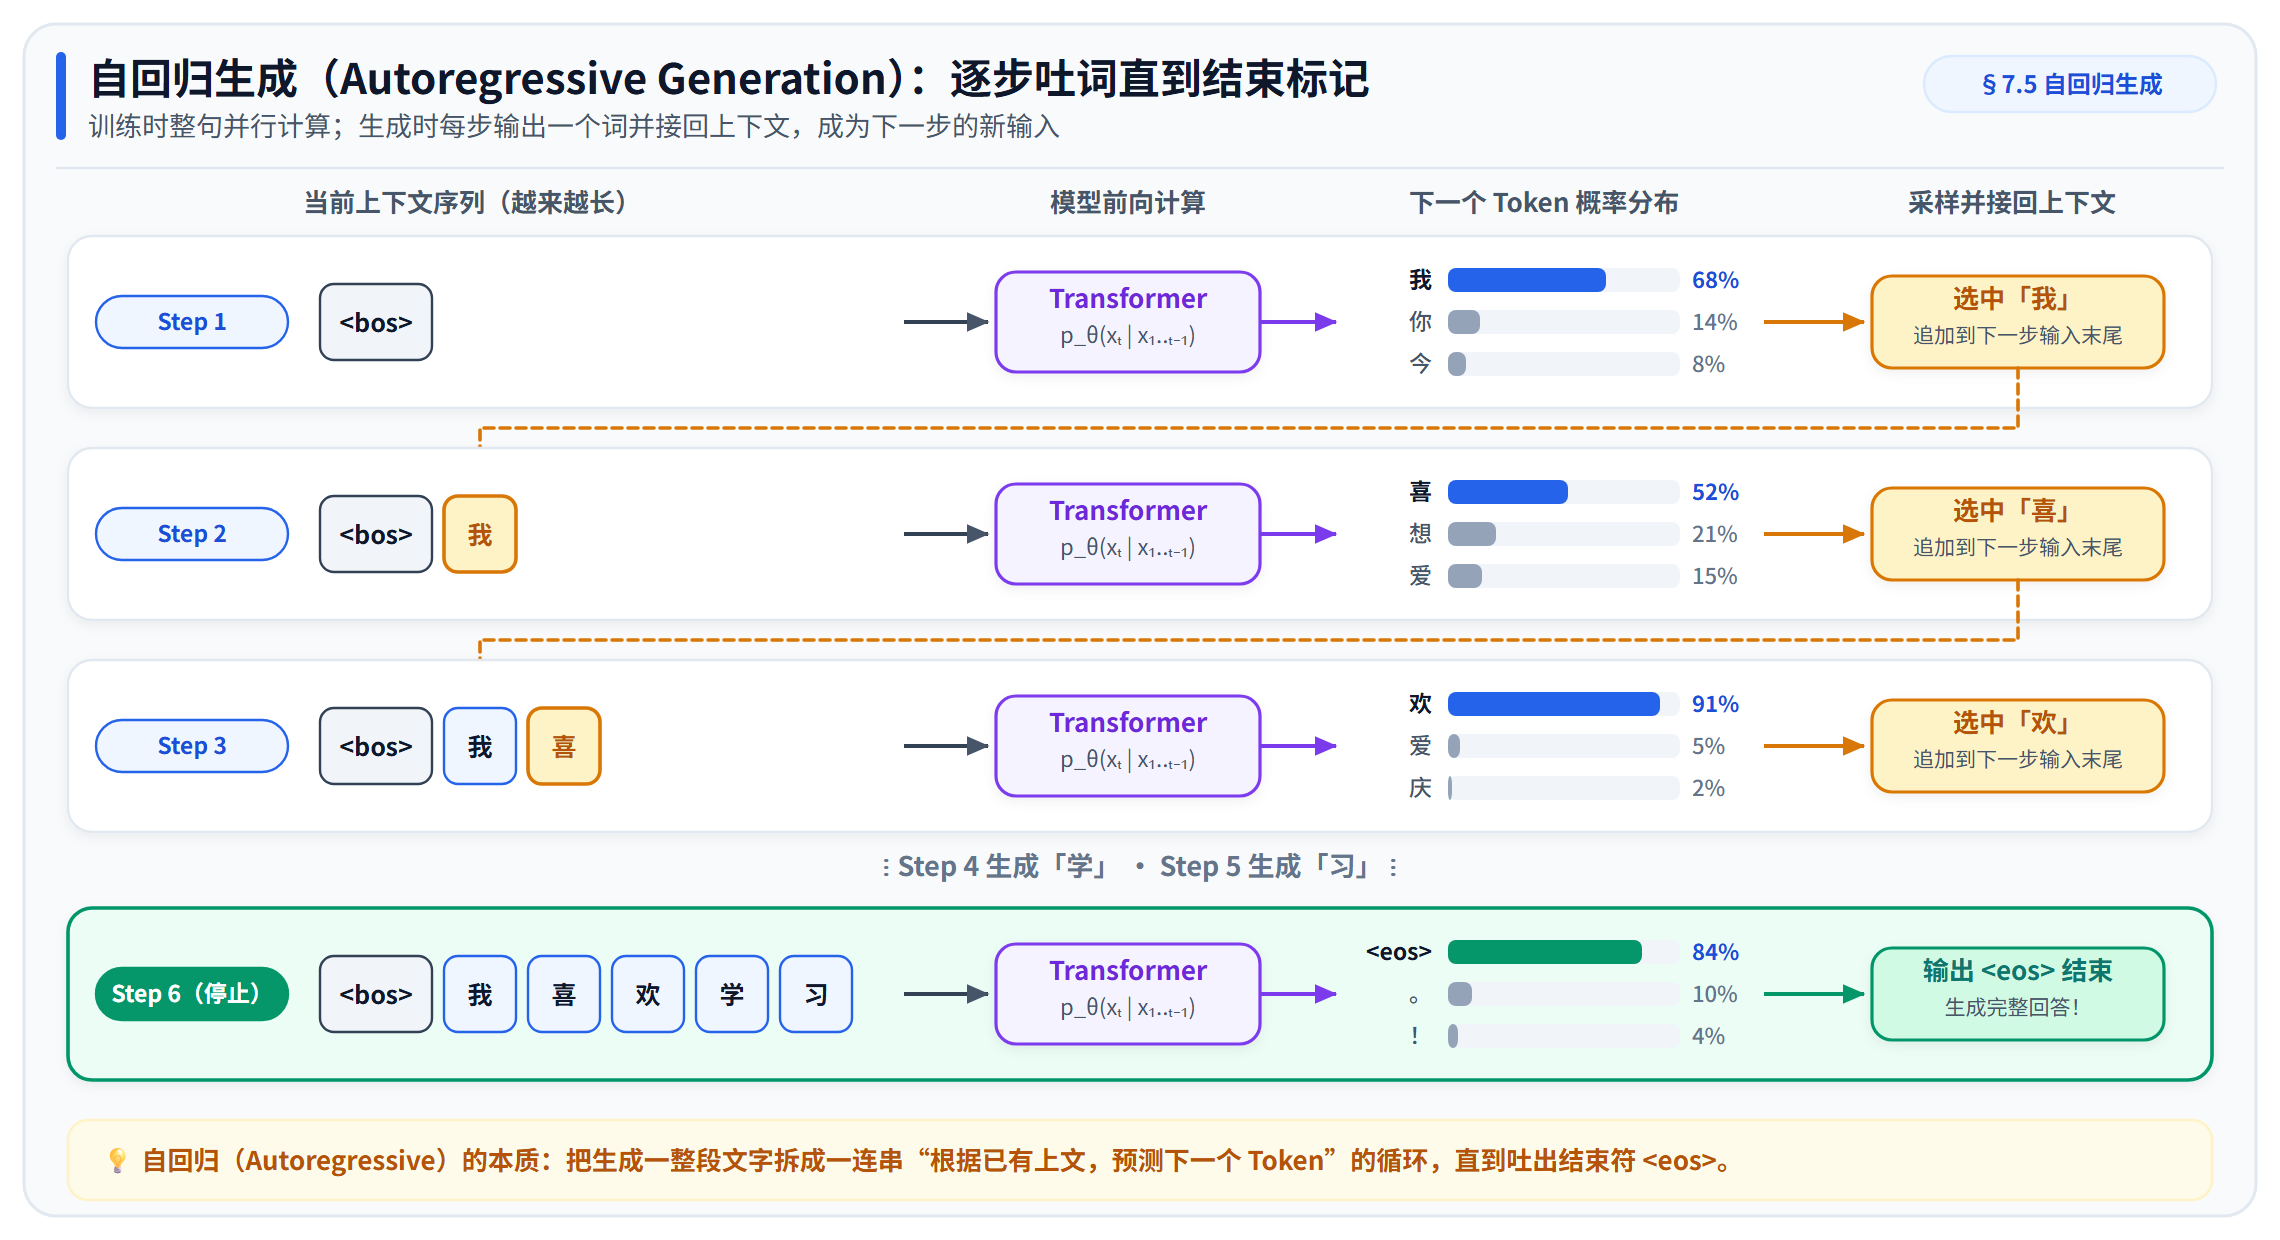 自回归生成（Autoregressive Generation）：逐步吐词直到结束标记
§ 7.5 自回归生成
训练时整句并行计算；生成时每步输出一个词并接回上下文，成为下一步的新输入
当前上下文序列（越来越长） 模型前向计算 下一个 Token 概率分布 采样并接回上下文
Step 1
<bos>
Transformer
p_θ(xₜ | x₁..ₜ₋₁)
我 68%
你 14%
今 8%
选中「我」
追加到下一步输入末尾
Step 2
<bos> 我
Transformer
p_θ(xₜ | x₁..ₜ₋₁)
喜 52%
想 21%
爱 15%
选中「喜」
追加到下一步输入末尾
Step 3
<bos> 我 喜
Transformer
p_θ(xₜ | x₁..ₜ₋₁)
欢 91%
爱 5%
庆 2%
选中「欢」
追加到下一步输入末尾
⋮ Step 4 生成「学」 • Step 5 生成「习」 ⋮
Step 6（停止）
<bos> 我 喜 欢 学 习
Transformer
p_θ(xₜ | x₁..ₜ₋₁)
<eos> 84%
。 10%
！ 4%
输出 <eos> 结束
生成完整回答！
💡 自回归（Autoregressive）的本质：把生成一整段文字拆成一连串“根据已有上文，预测下一个 Token”的循环，直到吐出结束符 <eos>。